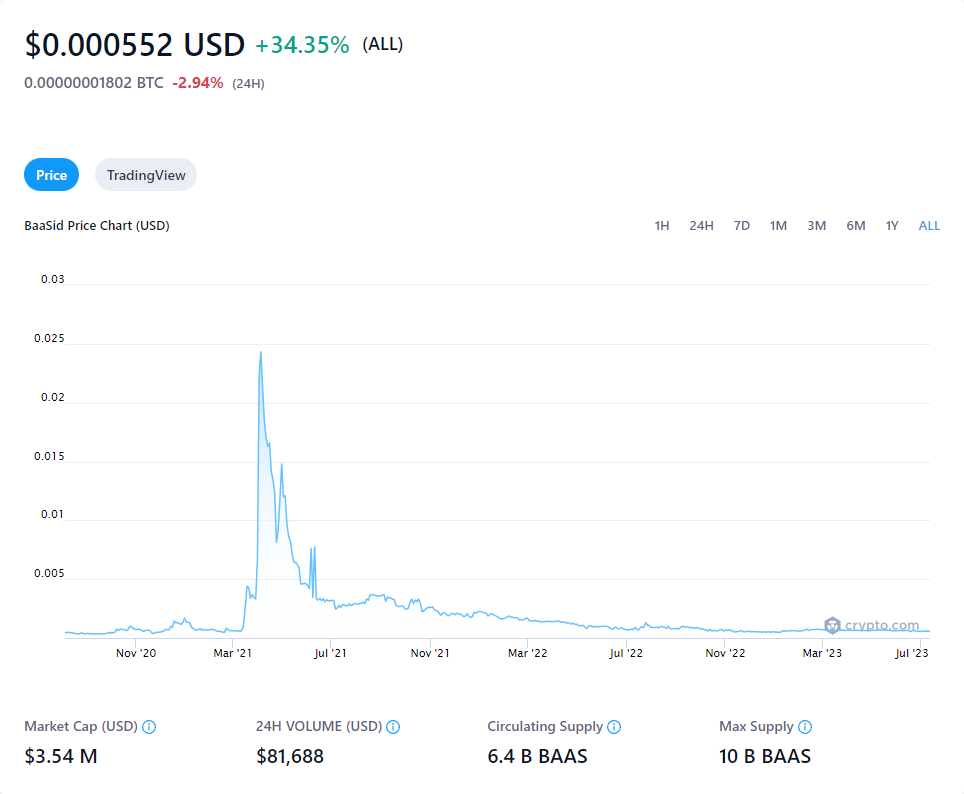 $0.000552 USD +34.35% (ALL)
0.00000001802 BTC -2.94% (24H)
Price TradingView
BaaSid Price Chart (USD) 1H 24H 7D 1M 3M 6M 1Y ALL
0.03
0.025
0.02
0.015
0.01
0.005
crypto.com
Nov '20 Mar '21 Jul '21 Nov '21 Mar '22 Jul '22 Nov '22 Mar '23 Jul '23
Market Cap (USD) 24H VOLUME (USD) Circulating Supply Max Supply
$3.54 M $81,688 6.4 B BAAS 10 B BAAS